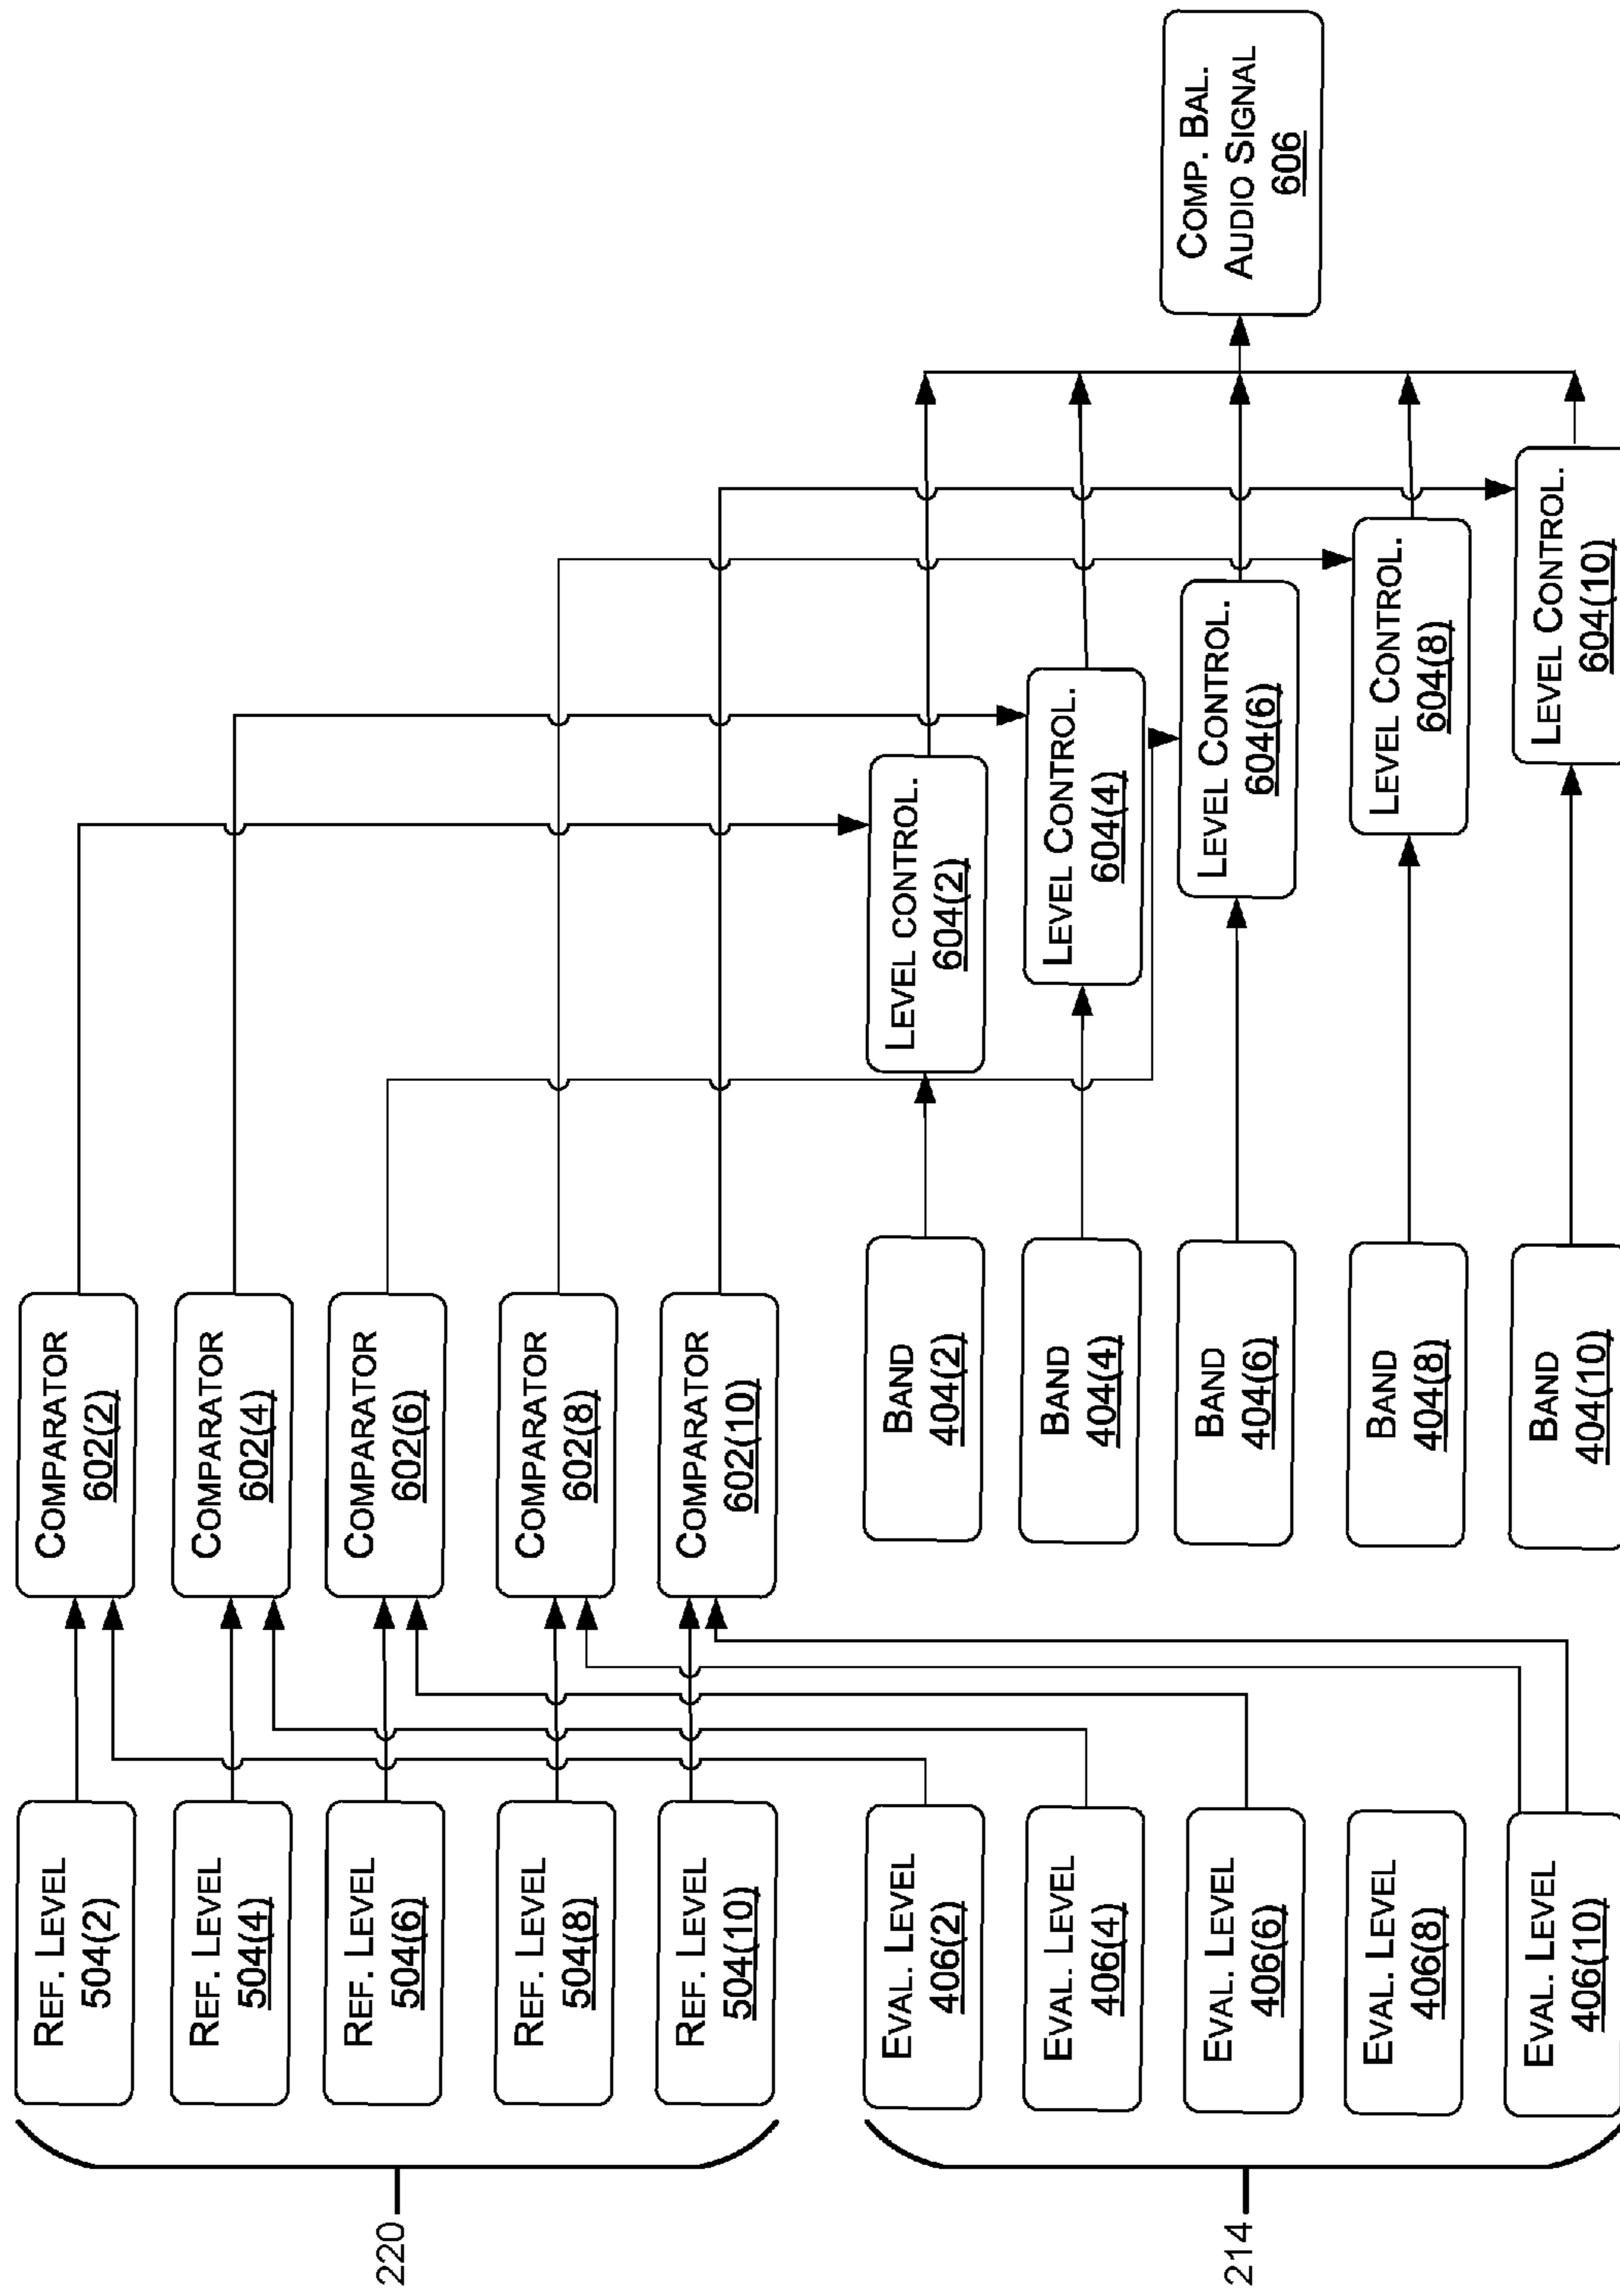 220
REF. LEVEL
504(2)
REF. LEVEL
504(4)
REF. LEVEL
504(6)
REF. LEVEL
504(8)
REF. LEVEL
504(10)
COMPARATOR
602(2)
COMPARATOR
602(4)
COMPARATOR
602(6)
COMPARATOR
602(8)
COMPARATOR
602(10)
214
EVAL. LEVEL
406(2)
EVAL. LEVEL
406(4)
EVAL. LEVEL
406(6)
EVAL. LEVEL
406(8)
EVAL. LEVEL
406(10)
BAND
404(2)
BAND
404(4)
BAND
404(6)
BAND
404(8)
BAND
404(10)
LEVEL CONTROL.
604(2)
LEVEL CONTROL.
604(4)
LEVEL CONTROL.
604(6)
LEVEL CONTROL.
604(8)
LEVEL CONTROL.
604(10)
COMP. BAL.
AUDIO SIGNAL
606